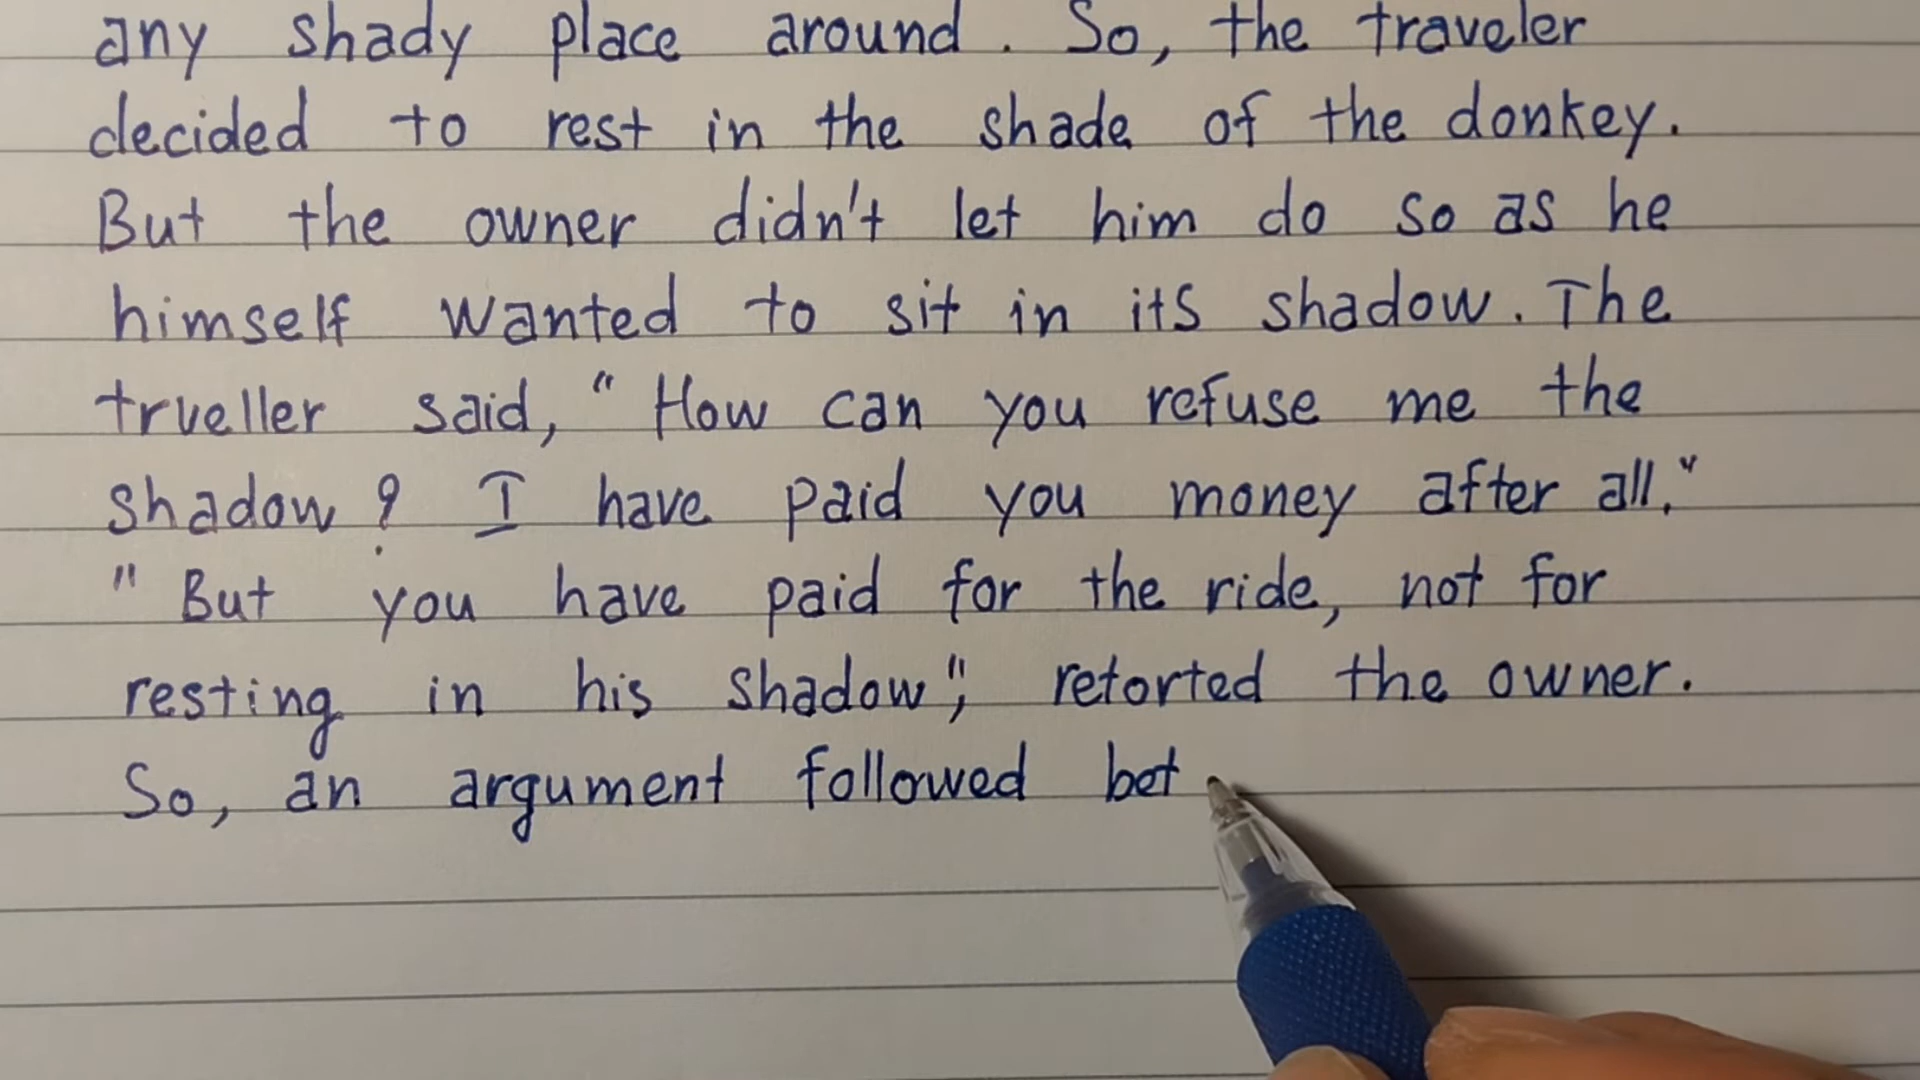 any shady place around. So, the traveler
decided to rest in the shade of the donkey.
But the owner didn't let him do so as he
himself wanted to sit in its shadow. The
trveller said, "How can you refuse me the
shadow? I have paid you money after all."
"But you have paid for the ride, not for
resting in his shadow", retorted the owner.
So, an argument followed bet